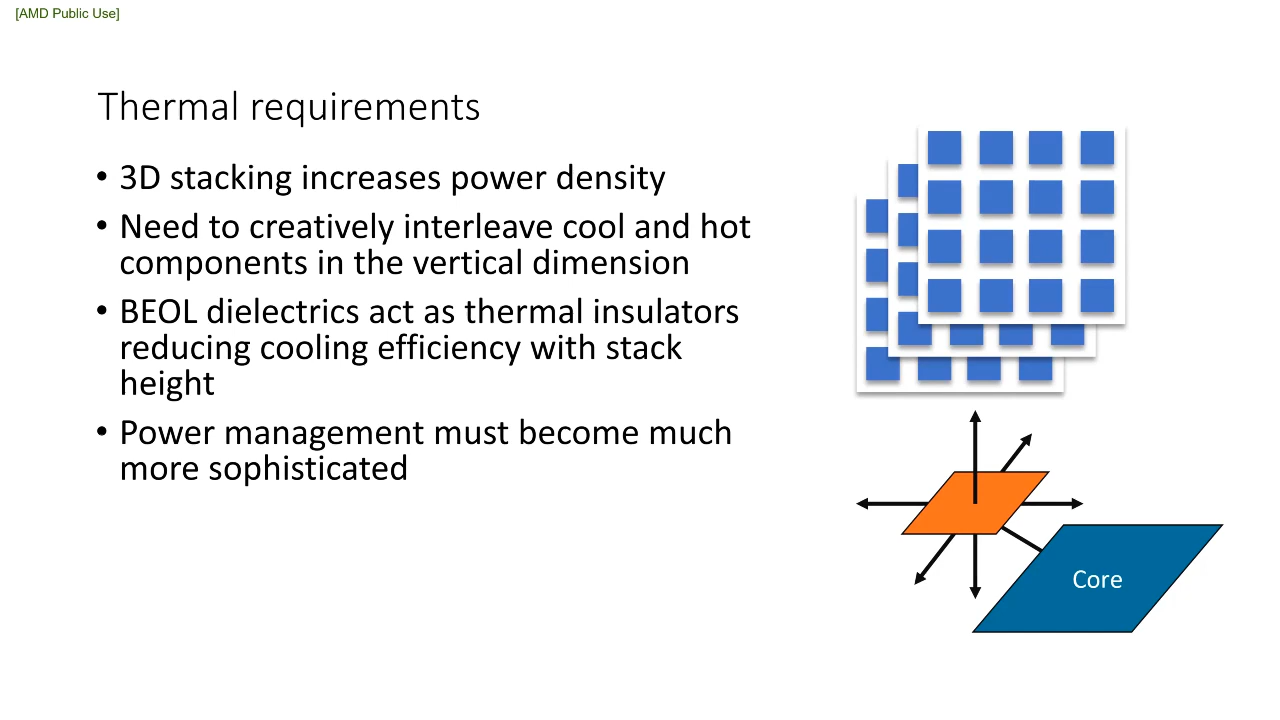 [AMD Public Use]
Thermal requirements
• 3D stacking increases power density
• Need to creatively interleave cool and hot
components in the vertical dimension
• BEOL dielectrics act as thermal insulators
reducing cooling efficiency with stack
height
• Power management must become much
more sophisticated
Core